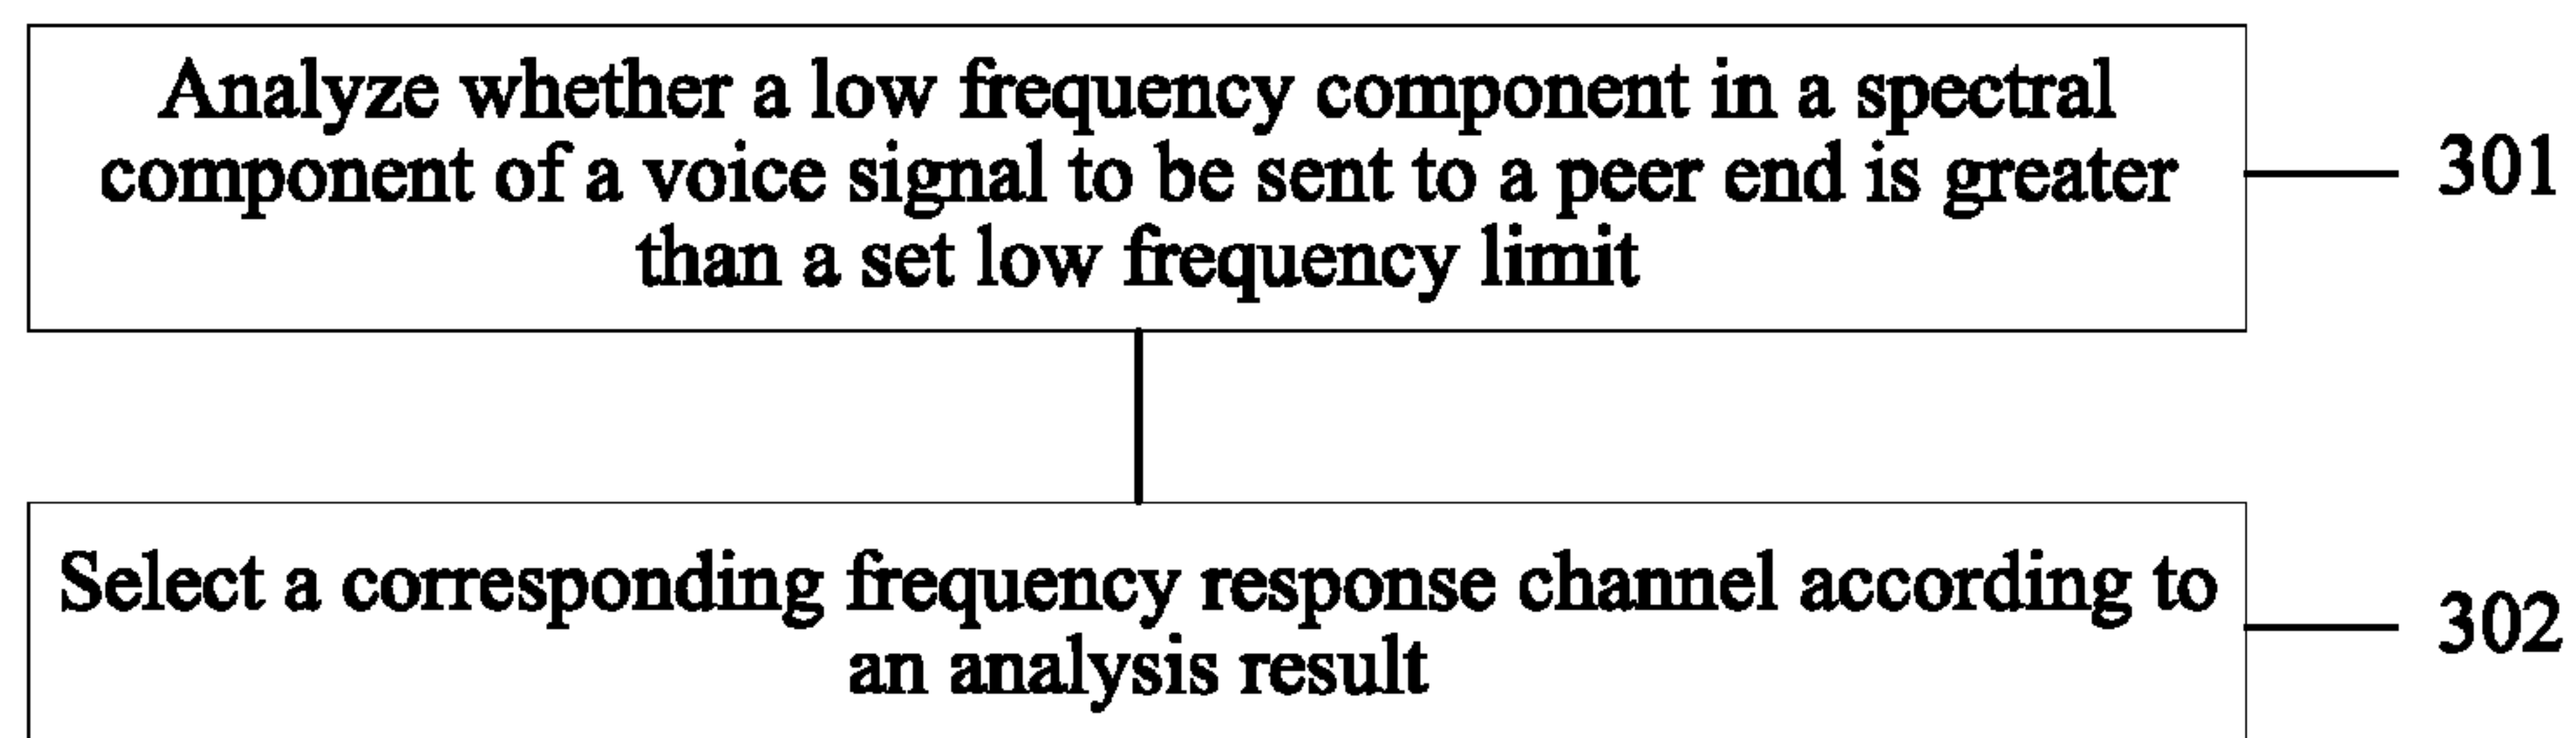 Analyze whether a low frequency component in a spectral
component of a voice signal to be sent to a peer end is greater
than a set low frequency limit
301
Select a corresponding frequency response channel according to
an analysis result
302